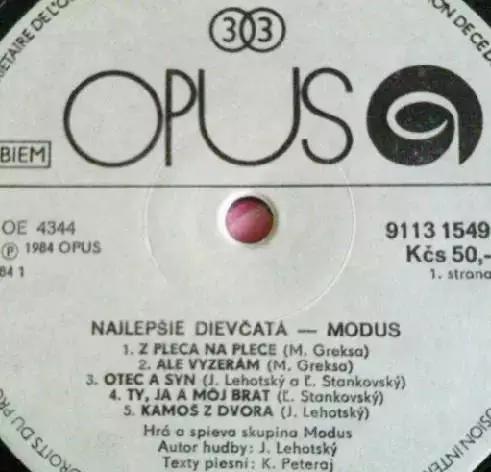 33
OPUS
BIEM
OE 4344
Ⓟ 1984 OPUS
84 1
9113 1549
Kčs 50,-
1. strana
NAJLEPŠIE DIEVČATÁ — MODUS
1. Z PLECA NA PLECE (M. Greksa)
2. ALE VYZERÁM (M. Greksa)
3. OTEC A SYN (J. Lehotský a Ľ. Stankovský)
4. TY, JA A MÔJ BRAT (Ľ. Stankovský)
5. KAMOŠ Z DVORA (J. Lehotský)
Hrá a spieva skupina Modus
Autor hudby: J. Lehotský
Texty piesní: K. Peteraj